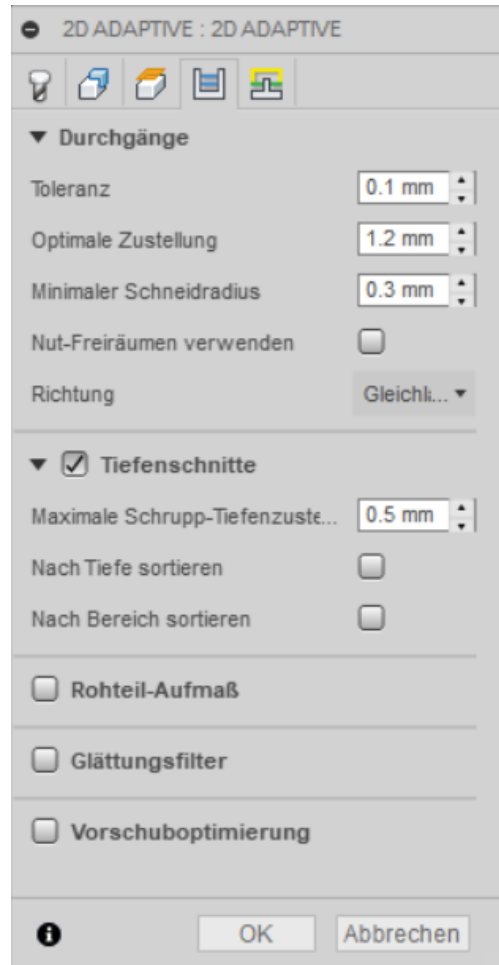 2D ADAPTIVE : 2D ADAPTIVE
Durchgänge
Toleranz 0.1 mm
Optimale Zustellung 1.2 mm
Minimaler Schneidradius 0.3 mm
Nut-Freiräumen verwenden
Richtung Gleichl...
Tiefenschnitte
Maximale Schrupp-Tiefenzuste... 0.5 mm
Nach Tiefe sortieren
Nach Bereich sortieren
Rohteil-Aufmaß
Glättungsfilter
Vorschuboptimierung
OK Abbrechen